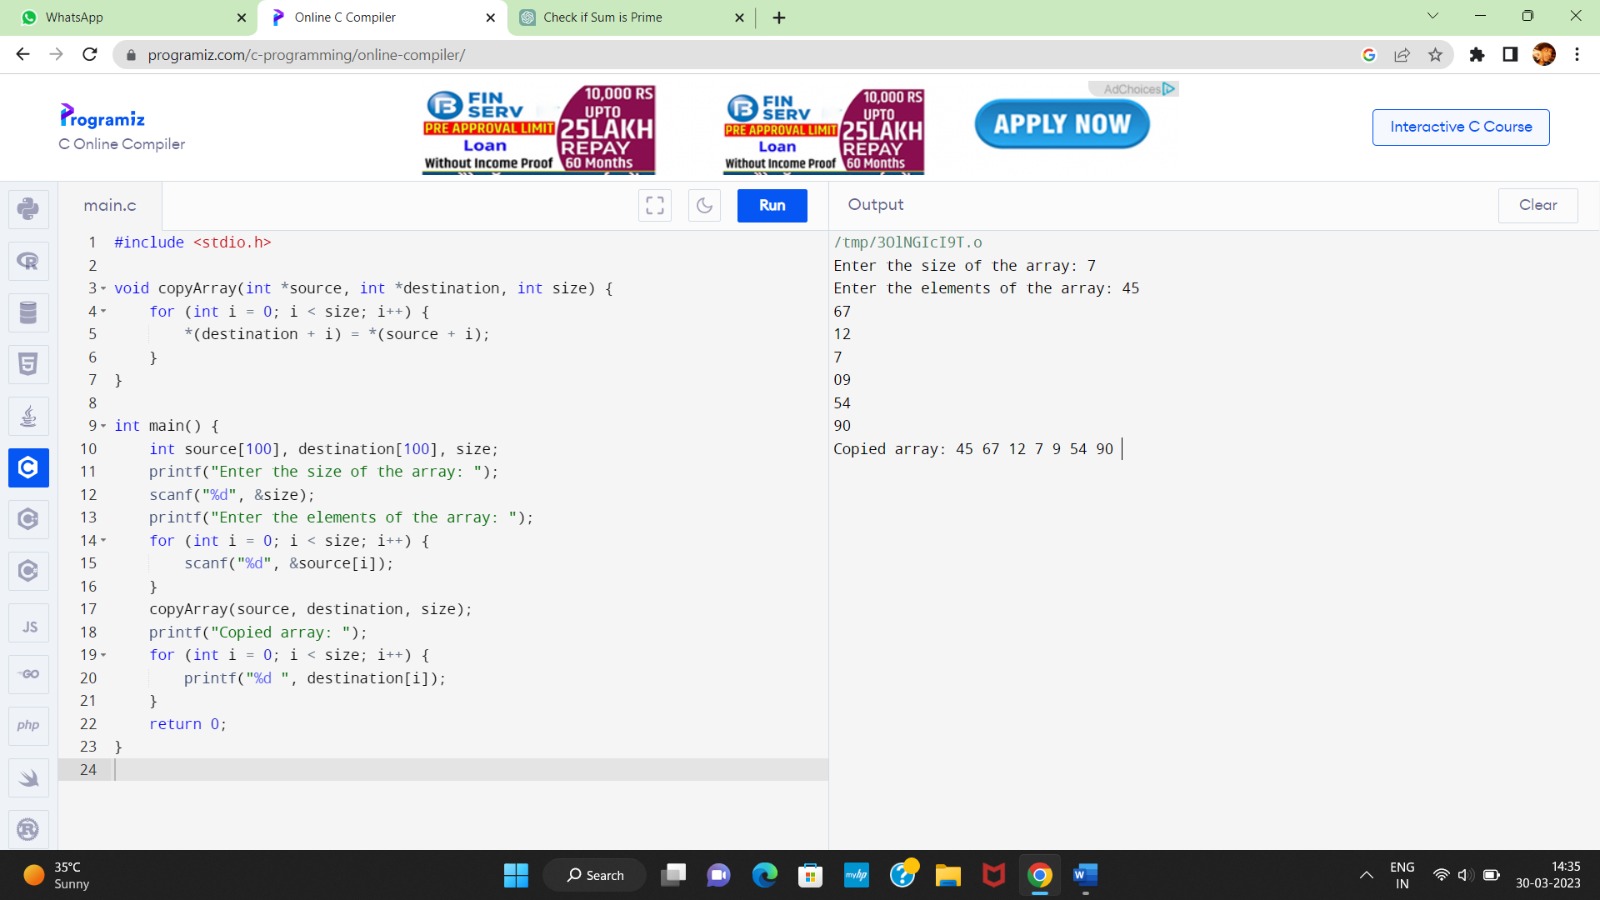 WhatsApp
Online C Compiler
Check if Sum is Prime
programiz.com/c-programming/online-compiler/
Programiz
C Online Compiler
B FIN SERV
PRE APPROVAL LIMIT
Loan
Without Income Proof
10,000 RS
UPTO
25LAKH
REPAY
60 Months
B FIN SERV
PRE APPROVAL LIMIT
Loan
Without Income Proof
10,000 RS
UPTO
25LAKH
REPAY
60 Months
AdChoices
APPLY NOW
Interactive C Course
main.c
Run
Output
Clear
1 #include <stdio.h>
2
3 void copyArray(int *source, int *destination, int size) {
4 for (int i = 0; i < size; i++) {
5 *(destination + i) = *(source + i);
6 }
7 }
8
9 int main() {
10 int source[100], destination[100], size;
11 printf("Enter the size of the array: ");
12 scanf("%d", &size);
13 printf("Enter the elements of the array: ");
14 for (int i = 0; i < size; i++) {
15 scanf("%d", &source[i]);
16 }
17 copyArray(source, destination, size);
18 printf("Copied array: ");
19 for (int i = 0; i < size; i++) {
20 printf("%d ", destination[i]);
21 }
22 return 0;
23 }
24
/tmp/3OlNGIcI9T.o
Enter the size of the array: 7
Enter the elements of the array: 45
67
12
7
09
54
90
Copied array: 45 67 12 7 9 54 90
JS
GO
php
35°C
Sunny
Search
myhp
ENG
IN
14:35
30-03-2023